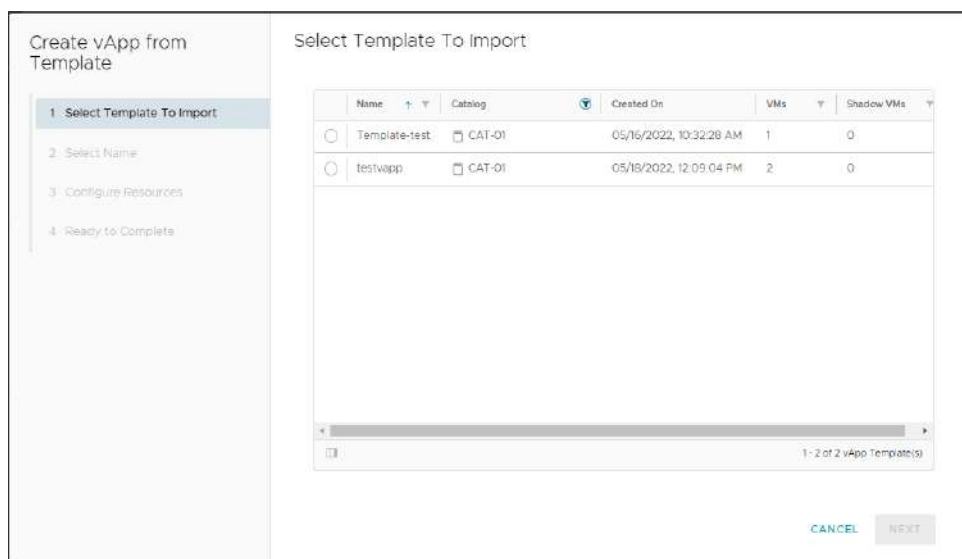 Create vApp from
Template
1 Select Template To Import
2 Select Name
3 Configure Resources
4 Ready to Complete
Select Template To Import
Name Catalog Created On VMs Shadow VMs
Template-test CAT-01 05/16/2022, 10:32:28 AM 1 0
testvapp CAT-01 05/18/2022, 12:09:04 PM 2 0
1 - 2 of 2 vApp Template(s)
CANCEL NEXT